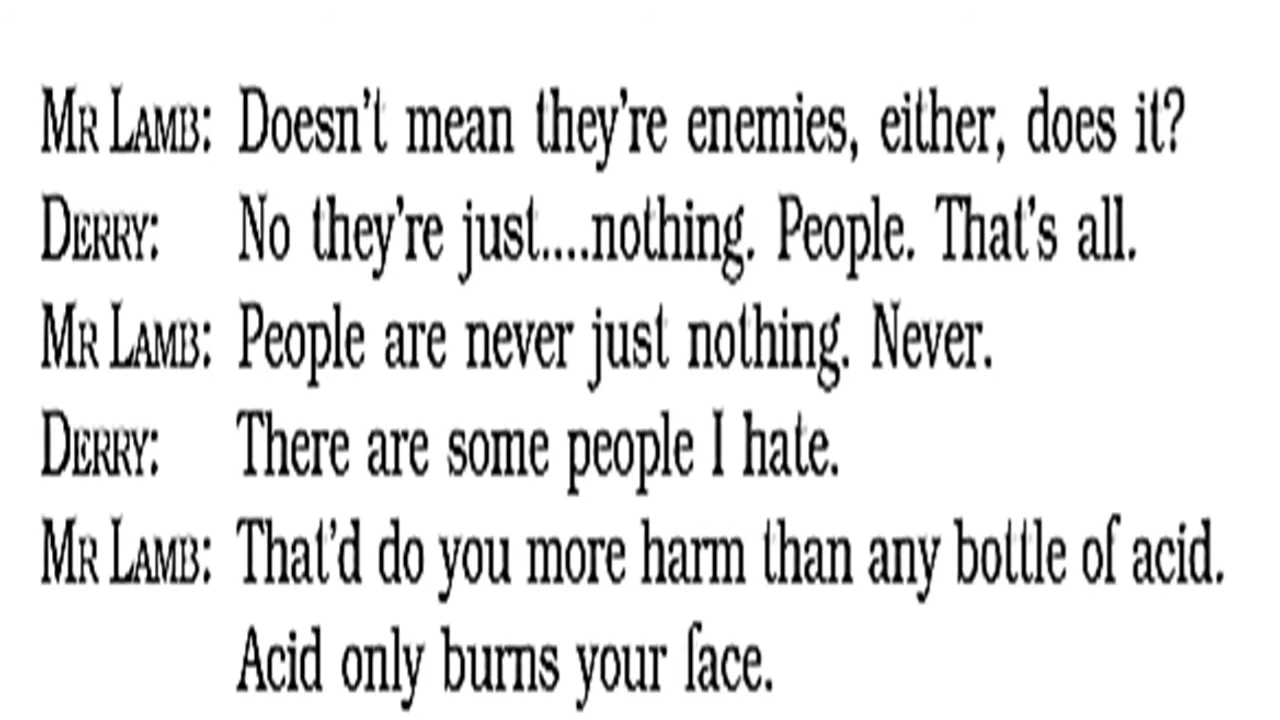 Mr Lamb: Doesn't mean they're enemies, either, does it?
Derry: No they're just....nothing. People. That's all.
Mr Lamb: People are never just nothing. Never.
Derry: There are some people I hate.
Mr Lamb: That'd do you more harm than any bottle of acid.
Acid only burns your face.